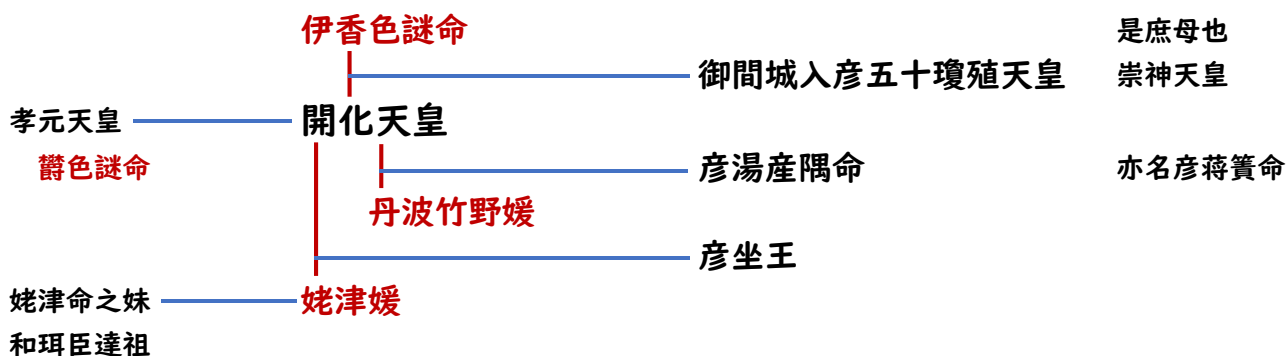 伊香色謎命
是庶母也
御間城入彦五十瓊殖天皇
崇神天皇
孝元天皇
開化天皇
欝色謎命
彦湯産隅命
亦名彦蒋簀命
丹波竹野媛
彦坐王
姥津命之妹
姥津媛
和珥臣達祖